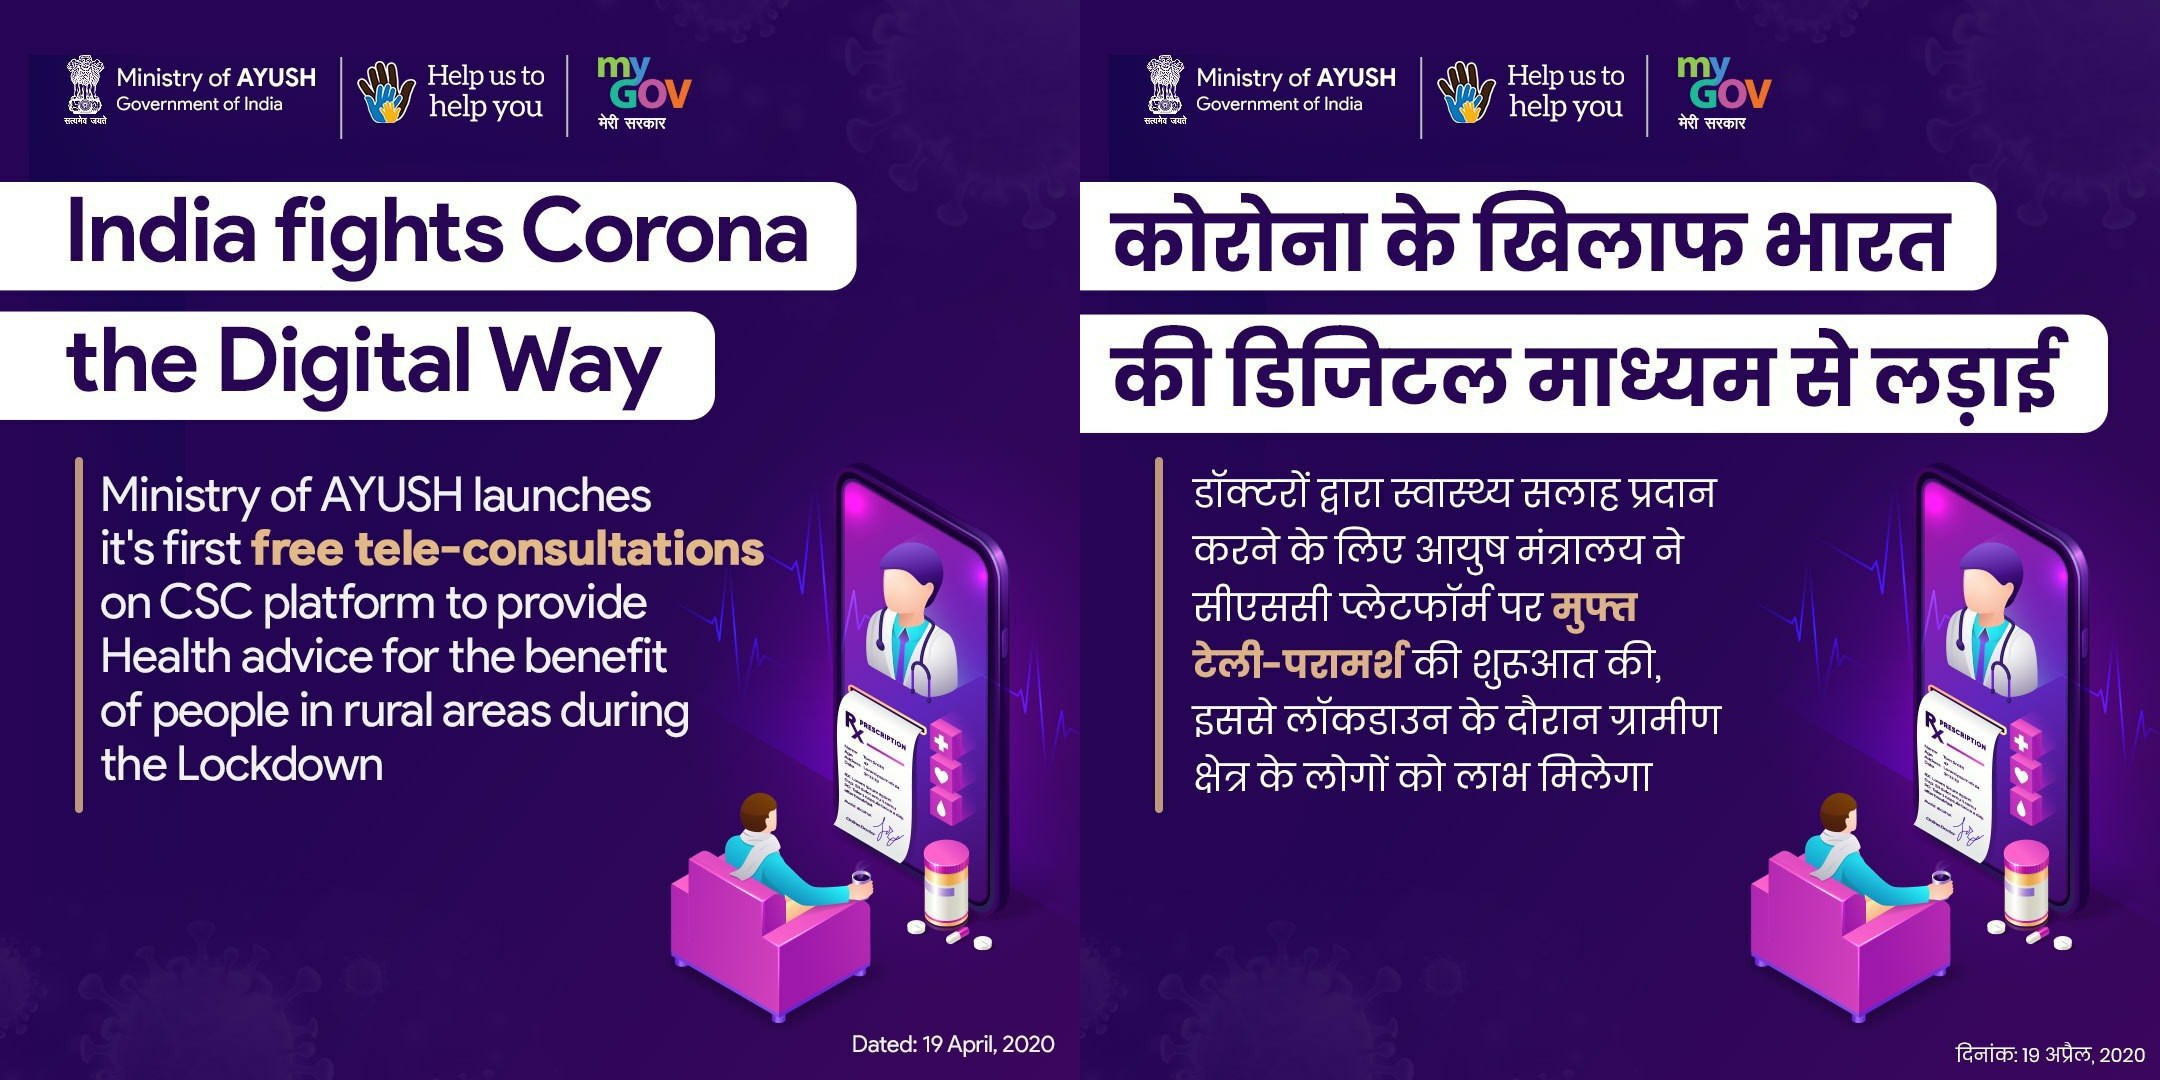 Ministry of AYUSH
Government of India
सत्यमेव जयते
Help us to
help you
my
GOV
मेरी सरकार
India fights Corona
the Digital Way
Ministry of AYUSH launches
it's first free tele-consultations
on CSC platform to provide
Health advice for the benefit
of people in rural areas during
the Lockdown
Rx PRESCRIPTION
Dated: 19 April, 2020
Ministry of AYUSH
Government of India
सत्यमेव जयते
Help us to
help you
my
GOV
मेरी सरकार
कोरोना के खिलाफ भारत
की डिजिटल माध्यम से लड़ाई
डॉक्टरों द्वारा स्वास्थ्य सलाह प्रदान
करने के लिए आयुष मंत्रालय ने
सीएससी प्लेटफॉर्म पर मुफ्त
टेली-परामर्श की शुरूआत की,
इससे लॉकडाउन के दौरान ग्रामीण
क्षेत्र के लोगों को लाभ मिलेगा
Rx PRESCRIPTION
दिनांक: 19 अप्रैल, 2020